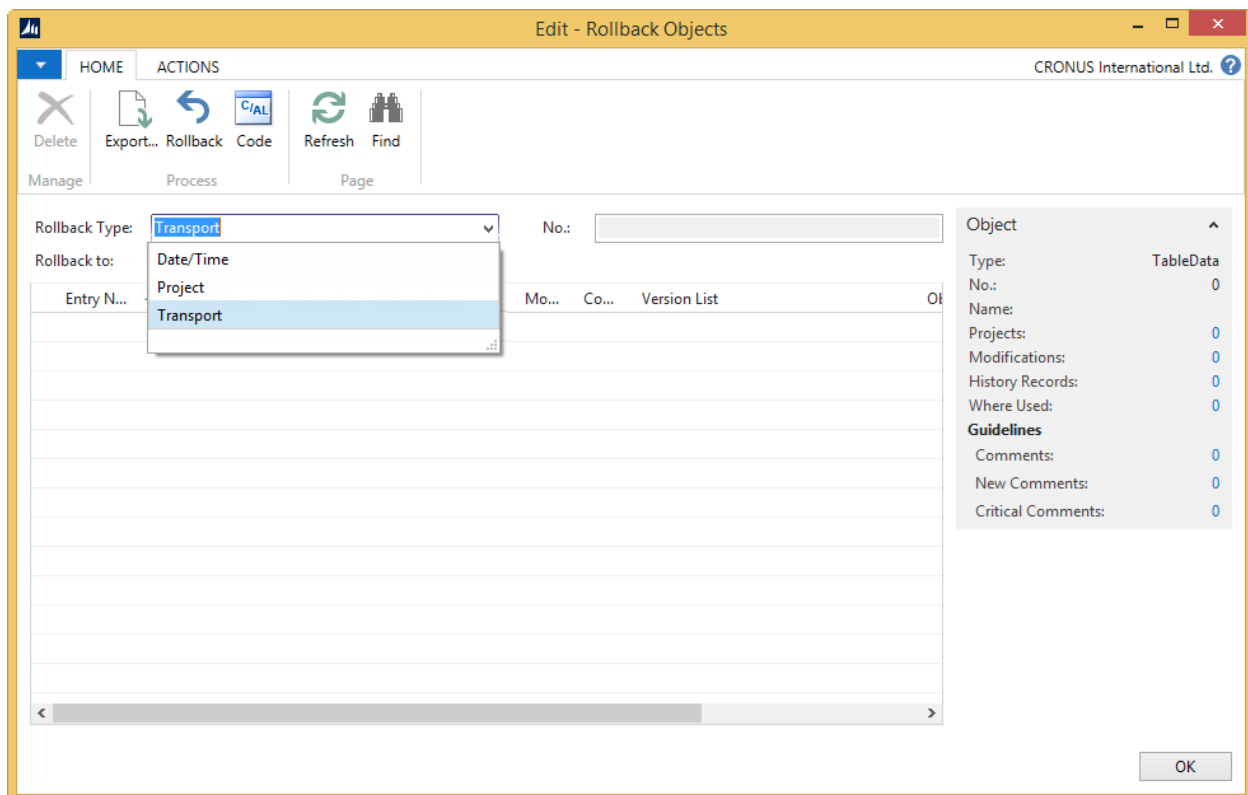 Edit - Rollback Objects
HOME ACTIONS CRONUS International Ltd. ?
C/AL
Delete Export... Rollback Code Refresh Find
Manage Process Page
Rollback Type: Transport No.:
Rollback to:
Date/Time
Project
Transport
Entry N... Mo... Co... Version List Ob
Object
Type: TableData
No.: 0
Name:
Projects: 0
Modifications: 0
History Records: 0
Where Used: 0
Guidelines
Comments: 0
New Comments: 0
Critical Comments: 0
OK